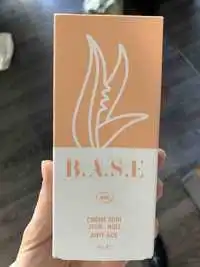 B.A.S.E
CRÈME SOIN
JOUR - NUIT
ANTI-ÂGE